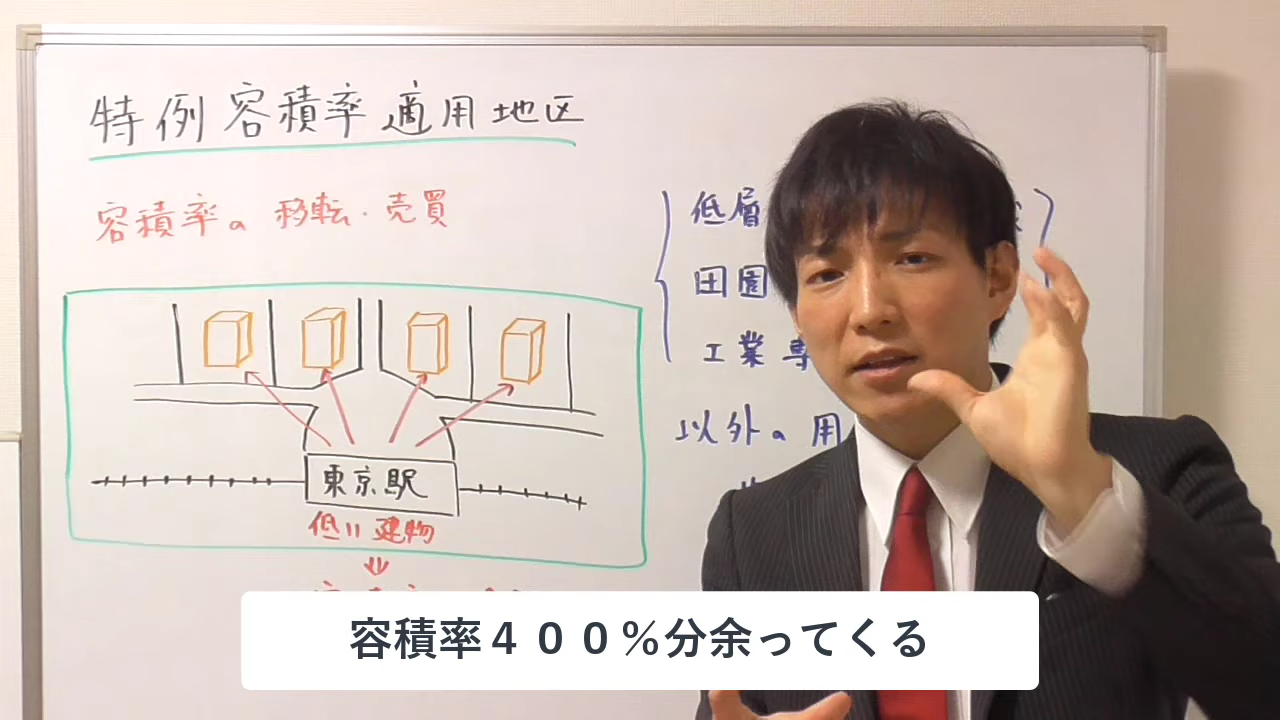 特例容積率適用地区
容積率の移転・売買
低層
田園
工業専
以外の用
東京駅
低い建物
容積率４００％分余ってくる